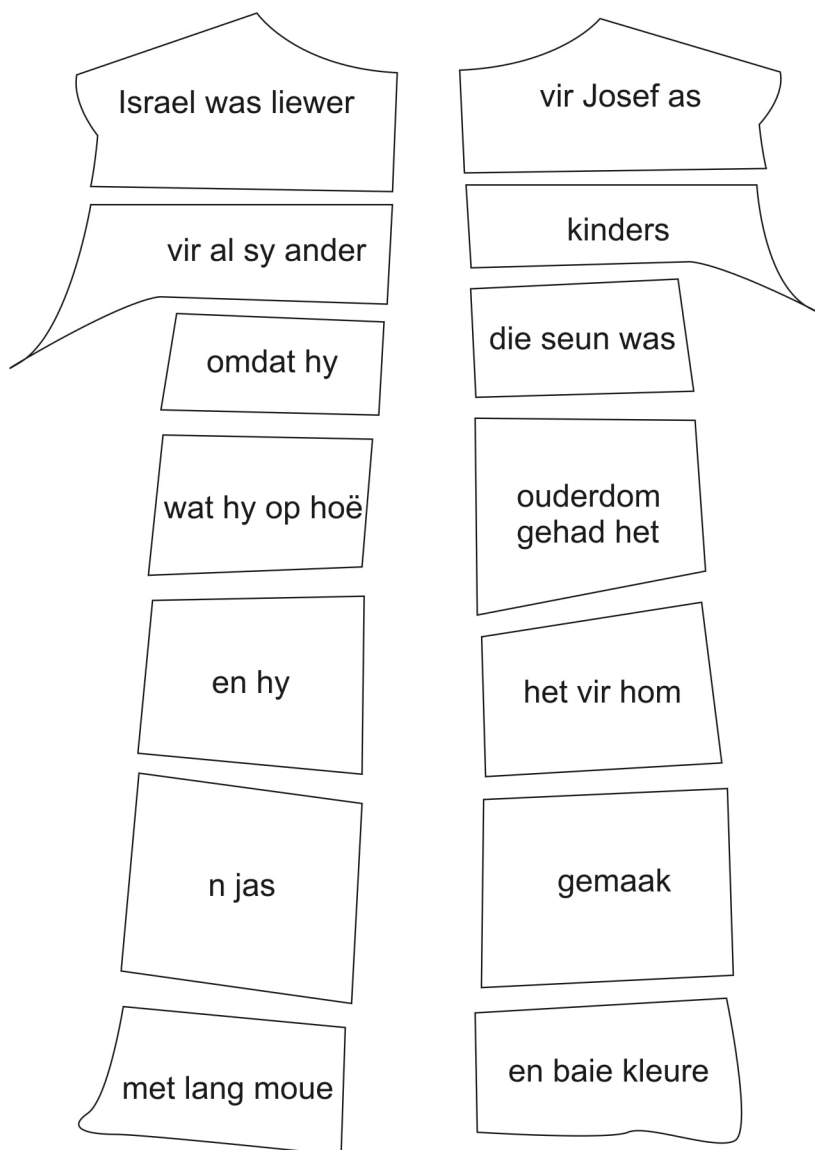 Israel was liewer
vir Josef as
vir al sy ander
kinders
omdat hy
die seun was
wat hy op hoë
ouderdom
gehad het
en hy
het vir hom
n jas
gemaak
met lang moue
en baie kleure